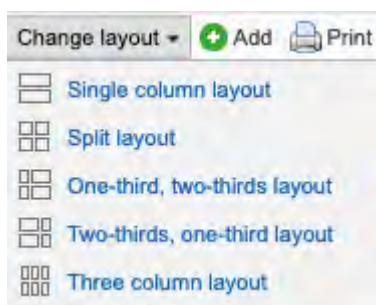 Change layout Add Print
Single column layout
Split layout
One-third, two-thirds layout
Two-thirds, one-third layout
Three column layout